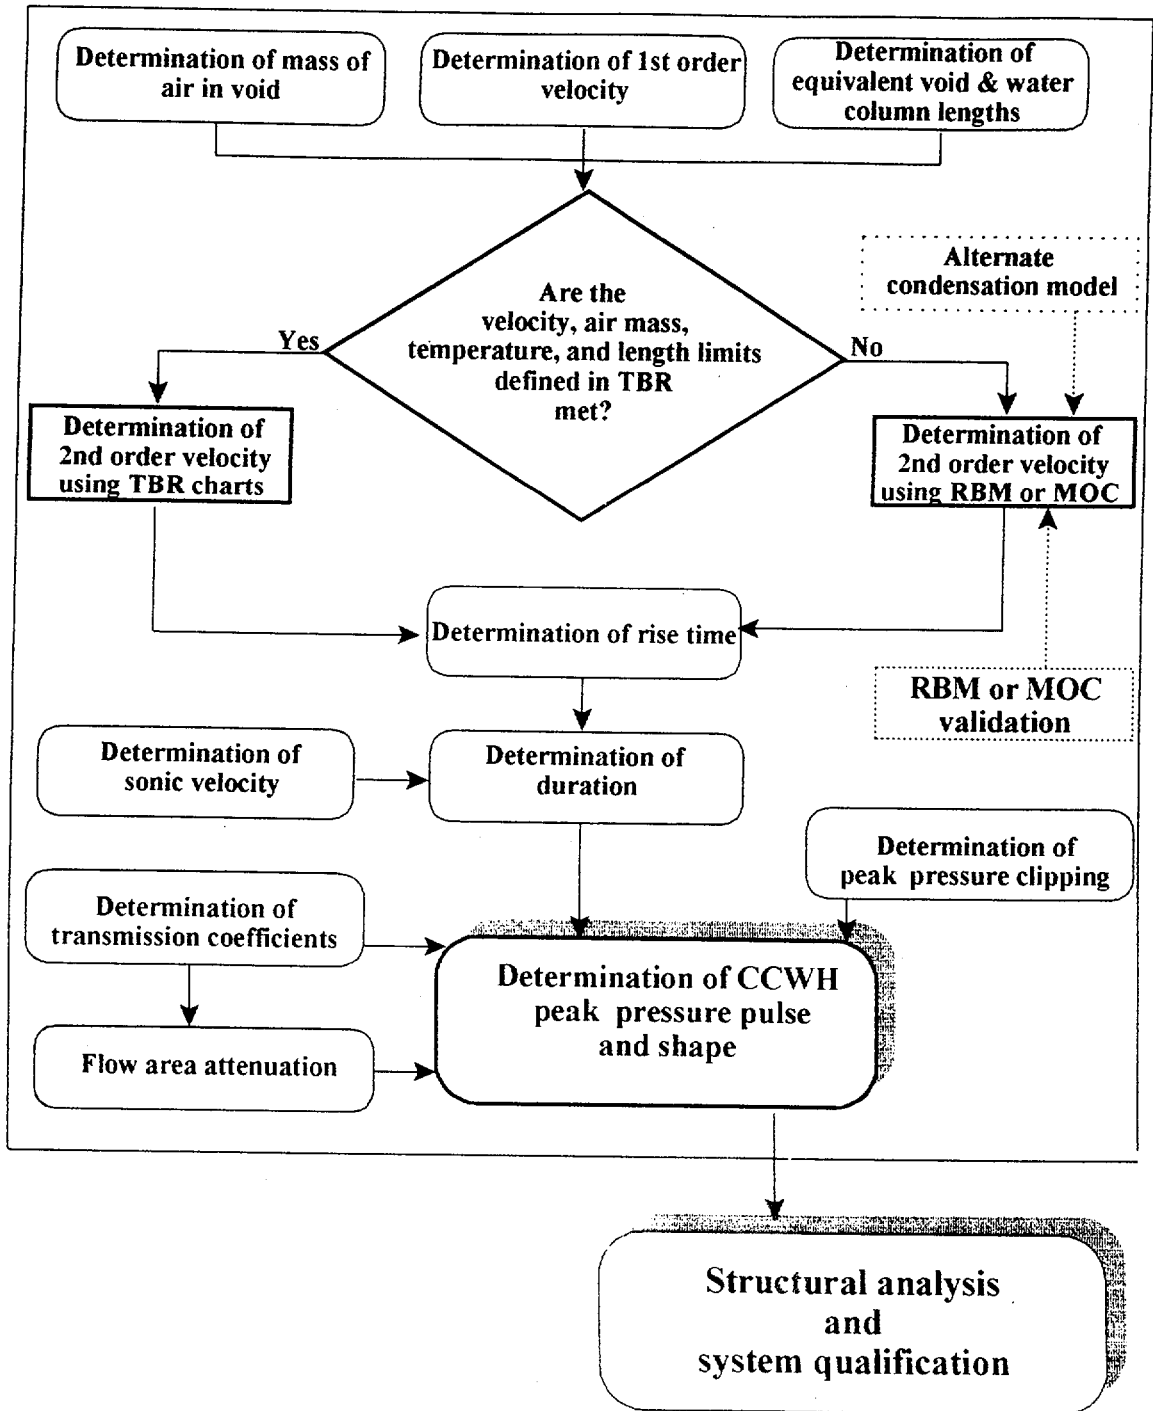 Determination of mass of
air in void
Determination of 1st order
velocity
Determination of
equivalent void & water
column lengths
Are the
velocity, air mass,
temperature, and length limits
defined in TBR
met?
Yes
No
Alternate
condensation model
Determination of
2nd order velocity
using TBR charts
Determination of
2nd order velocity
using RBM or MOC
Determination of rise time
RBM or MOC
validation
Determination of
sonic velocity
Determination of
duration
Determination of
peak pressure clipping
Determination of
transmission coefficients
Determination of CCWH
peak pressure pulse
and shape
Flow area attenuation
Structural analysis
and
system qualification